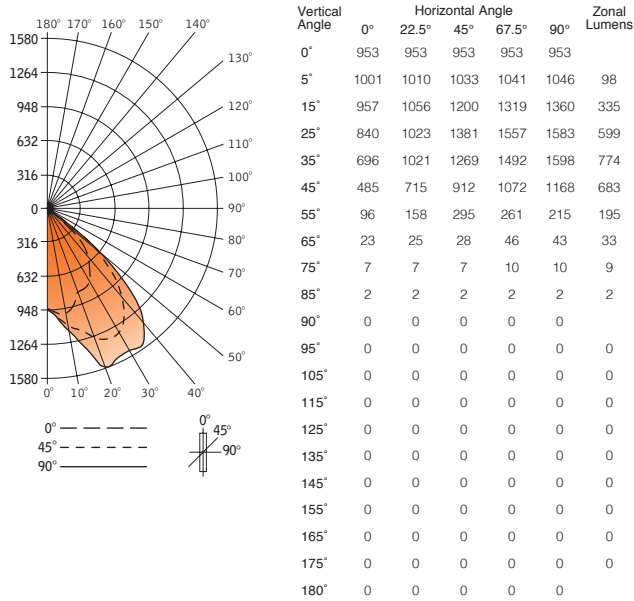 180° 170° 160° 150° 140°
1580
1264
948
632
316
0
316
632
948
1264
1580
130°
120°
110°
100°
90°
80°
70°
60°
50°
0° 10° 20° 30° 40°
0°
45°
90°
0°
45°
90°
Vertical Angle Horizontal Angle Zonal Lumens
0° 22.5° 45° 67.5° 90°
0° 953 953 953 953 953
5° 1001 1010 1033 1041 1046 98
15° 957 1056 1200 1319 1360 335
25° 840 1023 1381 1557 1583 599
35° 696 1021 1269 1492 1598 774
45° 485 715 912 1072 1168 683
55° 96 158 295 261 215 195
65° 23 25 28 46 43 33
75° 7 7 7 10 10 9
85° 2 2 2 2 2 2
90° 0 0 0 0 0
95° 0 0 0 0 0 0
105° 0 0 0 0 0 0
115° 0 0 0 0 0 0
125° 0 0 0 0 0 0
135° 0 0 0 0 0 0
145° 0 0 0 0 0 0
155° 0 0 0 0 0 0
165° 0 0 0 0 0 0
175° 0 0 0 0 0 0
180° 0 0 0 0 0